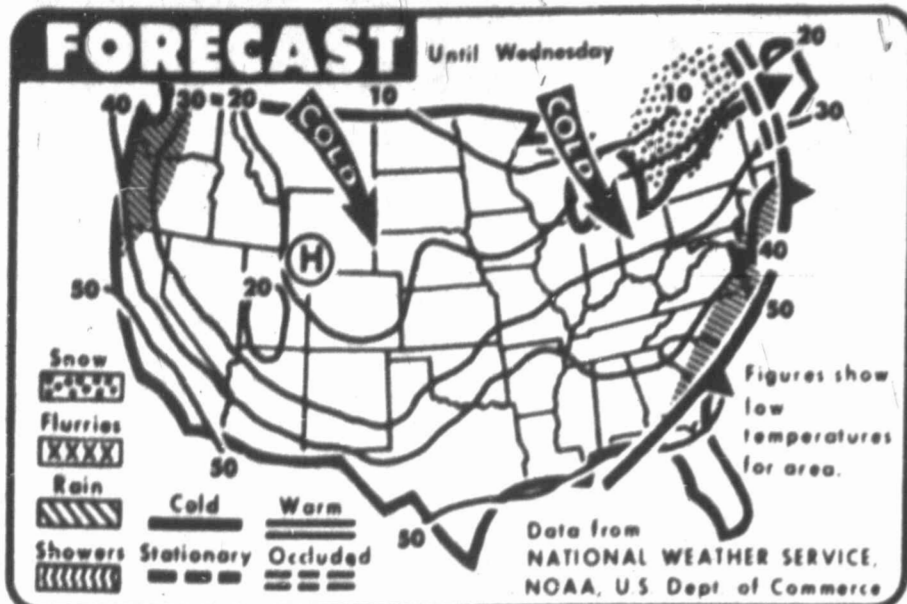 FORECAST
Until Wednesday
40 30 20 10 10 20
30
COLD COLD
H
20
40
50
50
Snow
Flurries
Rain
Showers
Cold
Warm
Stationary
Occluded
50
50
Figures show
low
temperatures
for area.
Data from
NATIONAL WEATHER SERVICE,
NOAA, U.S. Dept. of Commerce